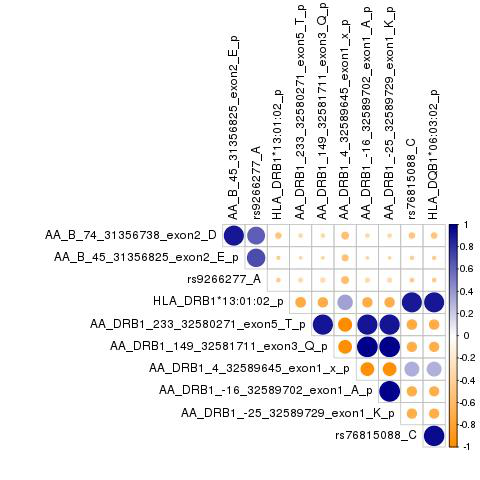 AA_B_45_31356825_exon2_E_p
rs9266277_A
HLA_DRB1*13:01:02_p
AA_DRB1_233_32580271_exon5_T_p
AA_DRB1_149_32581711_exon3_Q_p
AA_DRB1_4_32589645_exon1_x_p
AA_DRB1_-16_32589702_exon1_A_p
AA_DRB1_-25_32589729_exon1_K_p
rs76815088_C
HLA_DQB1*06:03:02_p
AA_B_74_31356738_exon2_D
AA_B_45_31356825_exon2_E_p
rs9266277_A
HLA_DRB1*13:01:02_p
AA_DRB1_233_32580271_exon5_T_p
AA_DRB1_149_32581711_exon3_Q_p
AA_DRB1_4_32589645_exon1_x_p
AA_DRB1_-16_32589702_exon1_A_p
AA_DRB1_-25_32589729_exon1_K_p
rs76815088_C
1
0.8
0.6
0.4
0.2
0
-0.2
-0.4
-0.6
-0.8
-1